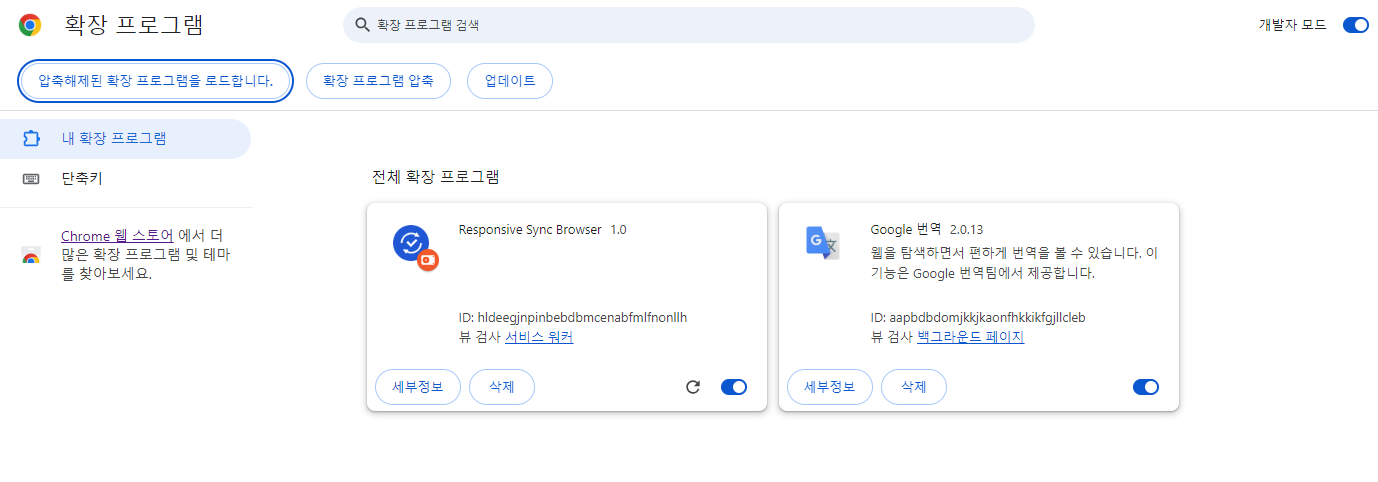 확장 프로그램
확장 프로그램 검색
개발자 모드
압축해제된 확장 프로그램을 로드합니다.
확장 프로그램 압축
업데이트
내 확장 프로그램
단축키
Chrome 웹 스토어 에서 더
많은 확장 프로그램 및 테마
를 찾아보세요.
전체 확장 프로그램
Responsive Sync Browser 1.0
ID: hldeegjnpinbebdbmcenabfmlfnonllh
뷰 검사 서비스 워커
세부정보
삭제
Google 번역 2.0.13
웹을 탐색하면서 편하게 번역을 볼 수 있습니다. 이
기능은 Google 번역팀에서 제공합니다.
ID: aapbdbdomjkkjkaonfhkkikfgjllcleb
뷰 검사 백그라운드 페이지
세부정보
삭제